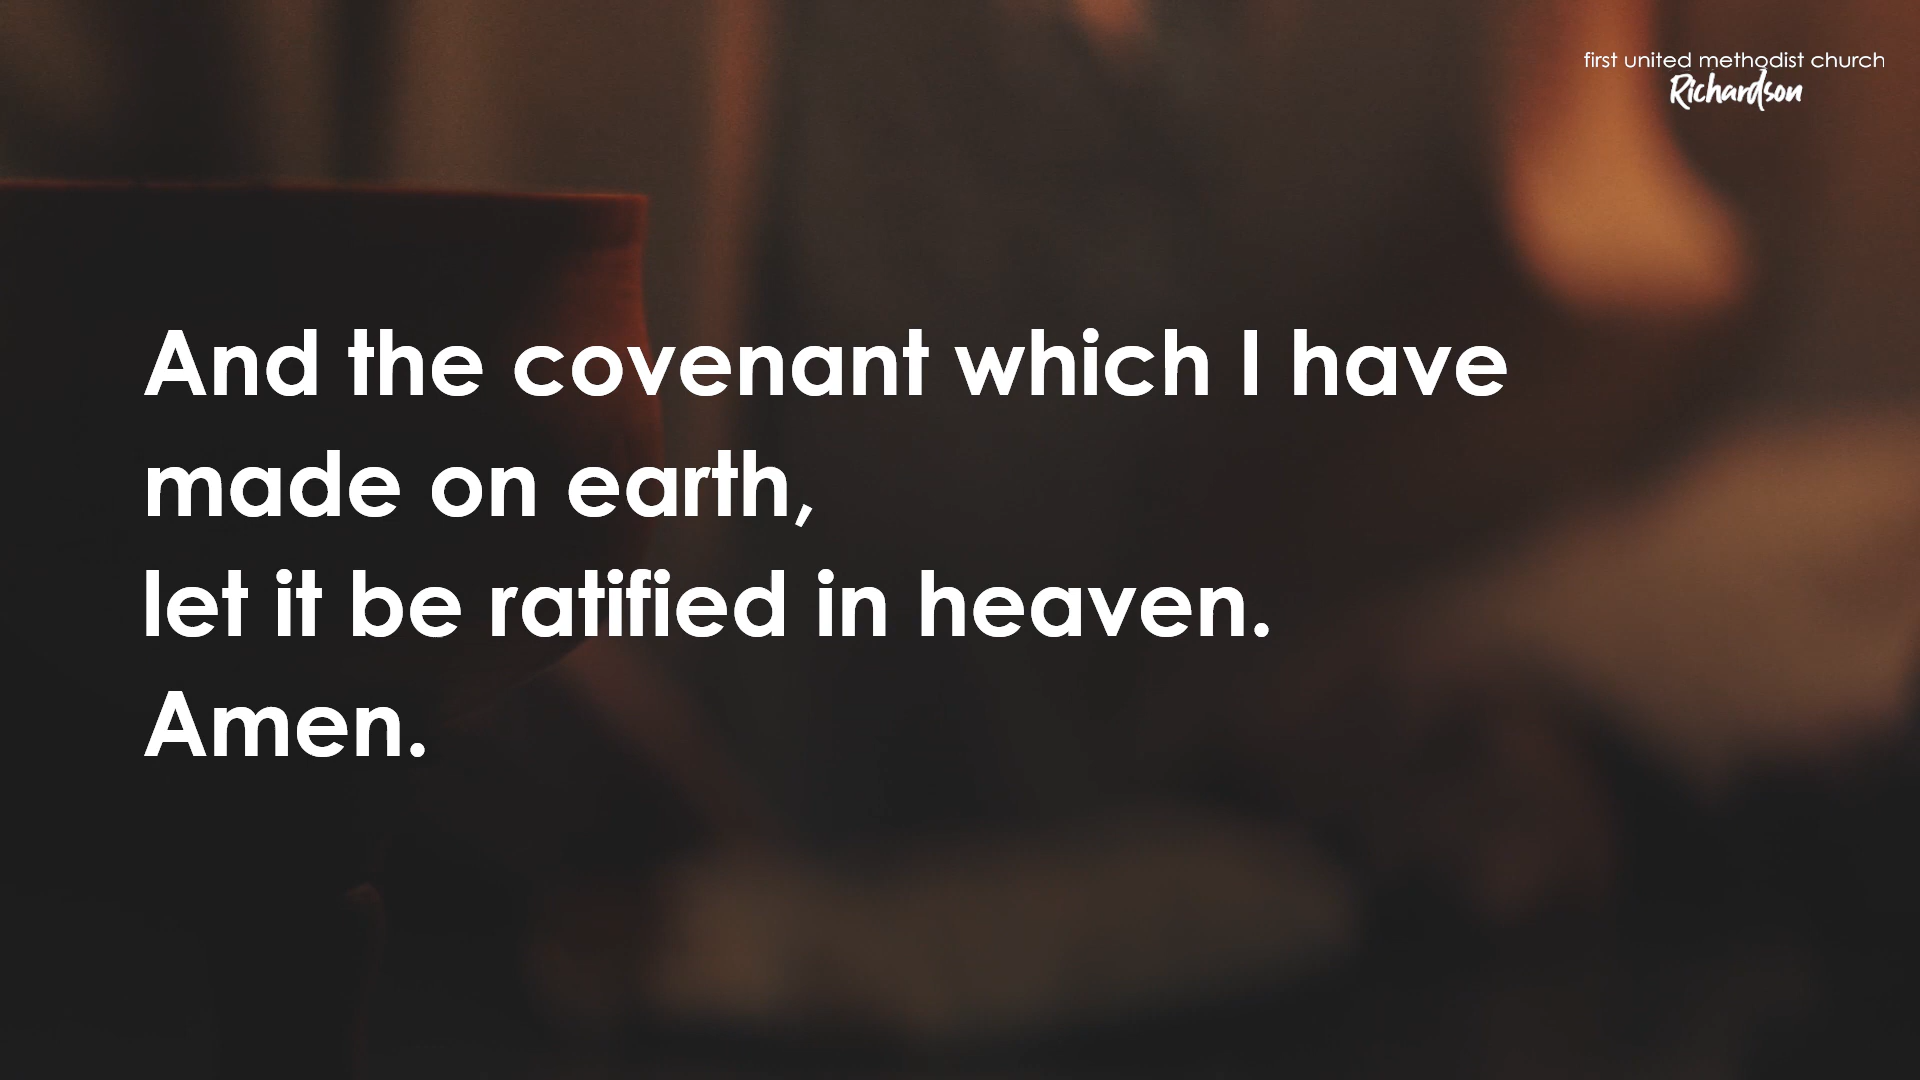 first united methodist church
Richardson
And the covenant which I have
made on earth,
let it be ratified in heaven.
Amen.